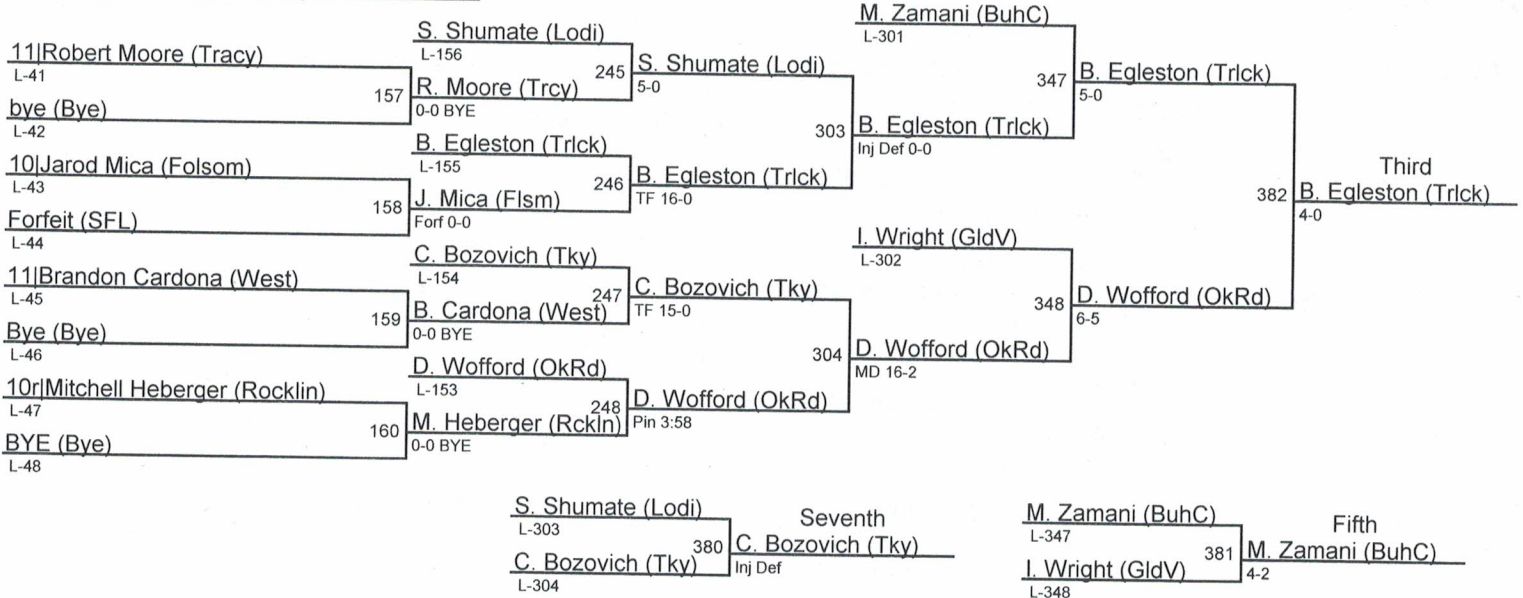 11|Robert Moore (Tracy)
L-41
157
bye (Bye)
L-42
10|Jarod Mica (Folsom)
L-43
158
Forfeit (SFL)
L-44
11|Brandon Cardona (West)
L-45
159
Bye (Bye)
L-46
10r|Mitchell Heberger (Rocklin)
L-47
160
BYE (Bye)
L-48
S. Shumate (Lodi)
L-156
245
R. Moore (Trcy)
0-0 BYE
B. Egleston (Trlck)
L-155
246
J. Mica (Flsm)
Forf 0-0
C. Bozovich (Tky)
L-154
247
B. Cardona (West)
0-0 BYE
D. Wofford (OkRd)
L-153
248
M. Heberger (Rckln)
0-0 BYE
S. Shumate (Lodi)
5-0
303
B. Egleston (Trlck)
TF 16-0
C. Bozovich (Tky)
TF 15-0
304
D. Wofford (OkRd)
Pin 3:58
M. Zamani (BuhC)
L-301
347
B. Egleston (Trlck)
Inj Def 0-0
I. Wright (GldV)
L-302
348
D. Wofford (OkRd)
MD 16-2
B. Egleston (Trlck)
5-0
382
D. Wofford (OkRd)
6-5
Third
B. Egleston (Trlck)
4-0
S. Shumate (Lodi)
L-303
380
C. Bozovich (Tky)
L-304
Seventh
C. Bozovich (Tky)
Inj Def
M. Zamani (BuhC)
L-347
381
I. Wright (GldV)
L-348
Fifth
M. Zamani (BuhC)
4-2